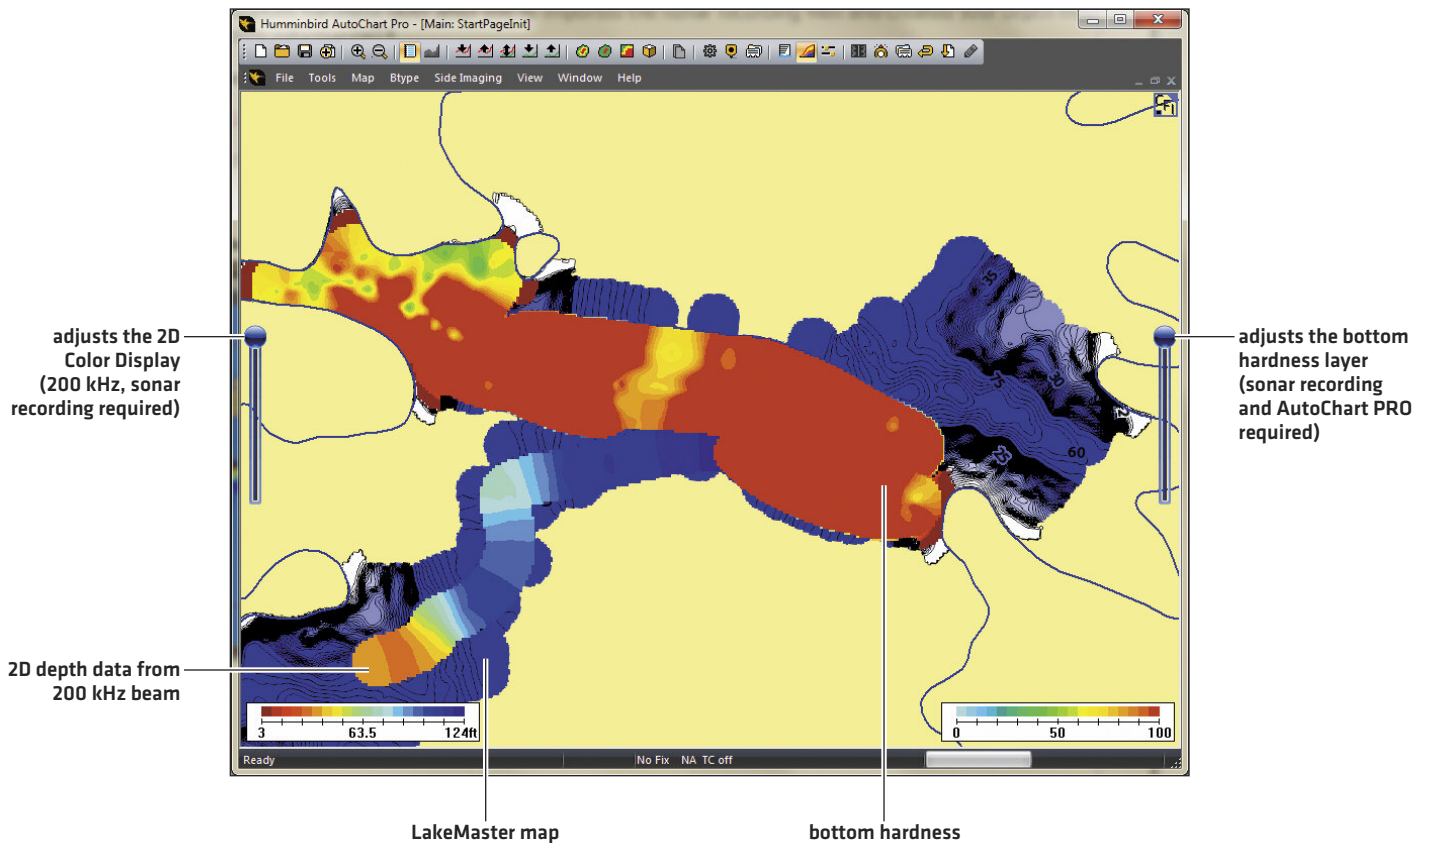 Humminbird AutoChart Pro - [Main: StartPageInit]
File Tools Map Btype Side Imaging View Window Help
adjusts the 2D
Color Display
(200 kHz, sonar
recording required)
adjusts the bottom
hardness layer
(sonar recording
and AutoChart PRO
required)
35
75
30
25
60
2D depth data from
200 kHz beam
3 63.5 124ft
0 50 100
Ready No Fix NA TC off
LakeMaster map
bottom hardness